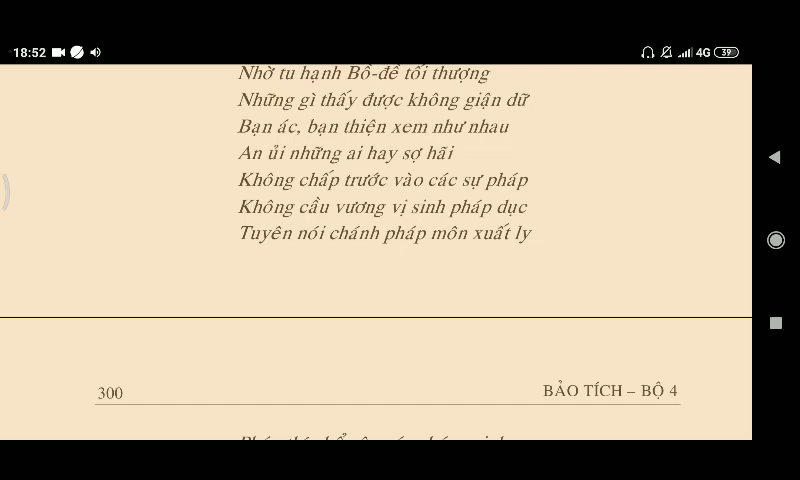 18:52
4G 39
Nhờ tu hạnh Bồ-đề tối thượng
Những gì thấy được không giận dữ
Bạn ác, bạn thiện xem như nhau
An ủi những ai hay sợ hãi
Không chấp trước vào các sự pháp
Không cầu vương vị sinh pháp dục
Tuyên nói chánh pháp môn xuất ly
300
BẢO TÍCH – BỘ 4